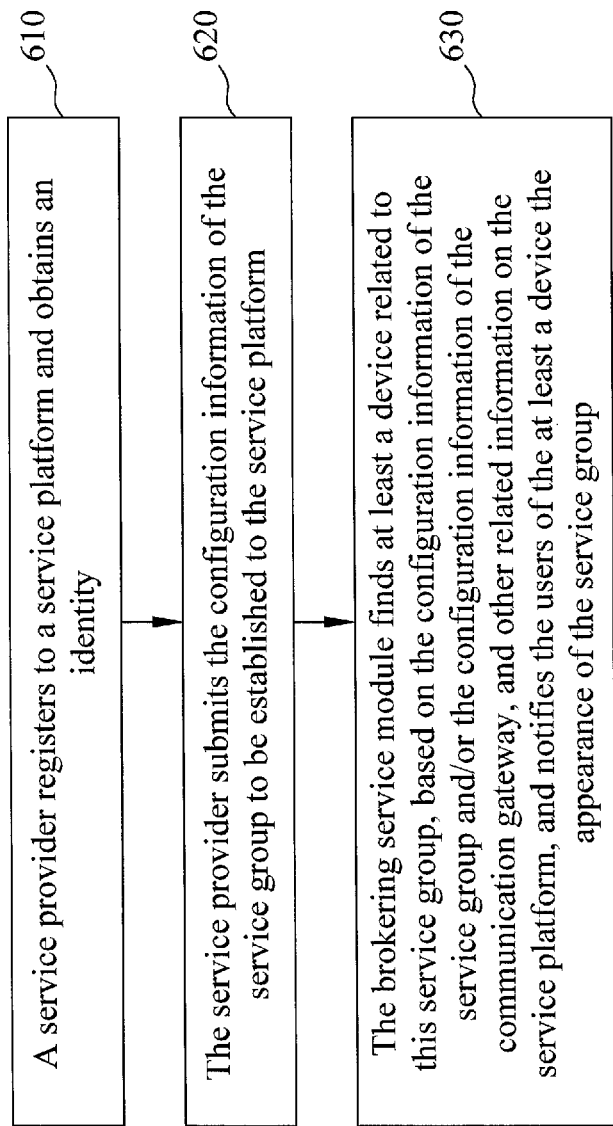 A service provider registers to a service platform and obtains an
identity
610
The service provider submits the configuration information of the
service group to be established to the service platform
620
The brokering service module finds at least a device related to
this service group, based on the configuration information of the
service group and/or the configuration information of the
communication gateway, and other related information on the
service platform, and notifies the users of the at least a device the
appearance of the service group
630